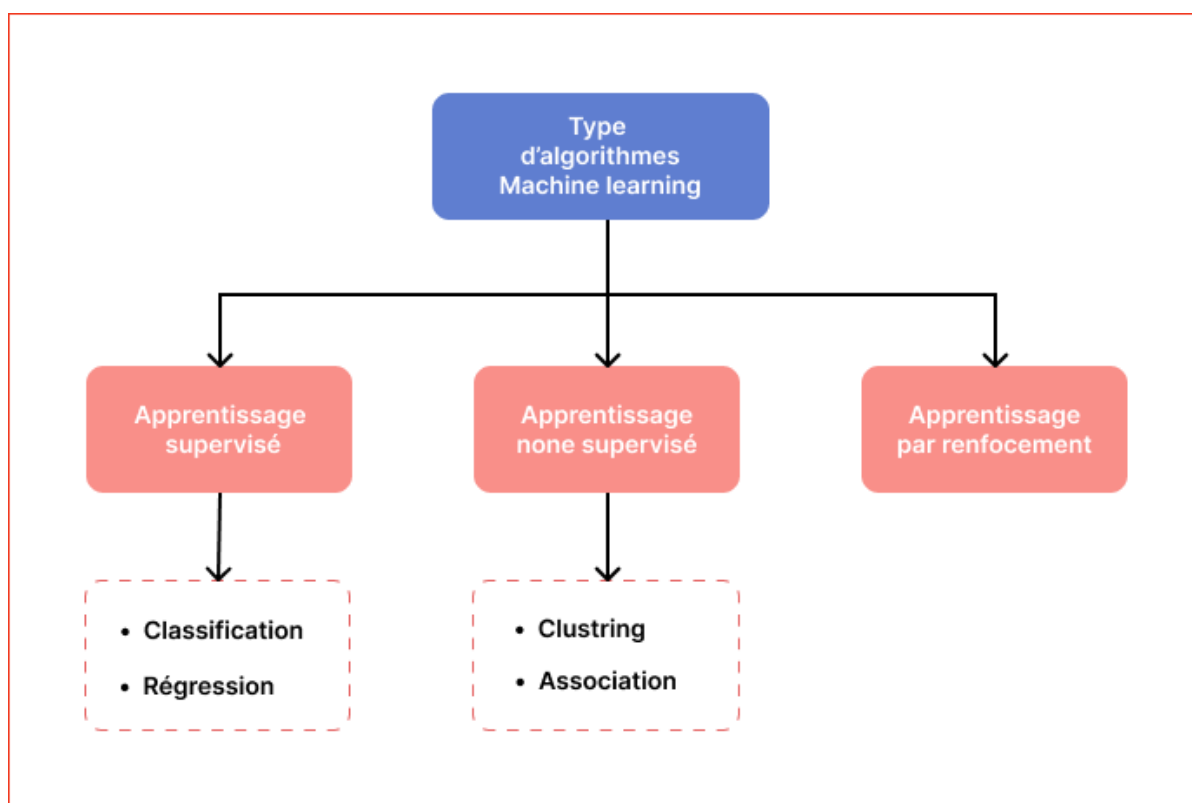 Type
d’algorithmes
Machine learning
Apprentissage
supervisé
Apprentissage
none supervisé
Apprentissage
par renfocement
• Classification
• Régression
• Clustring
• Association